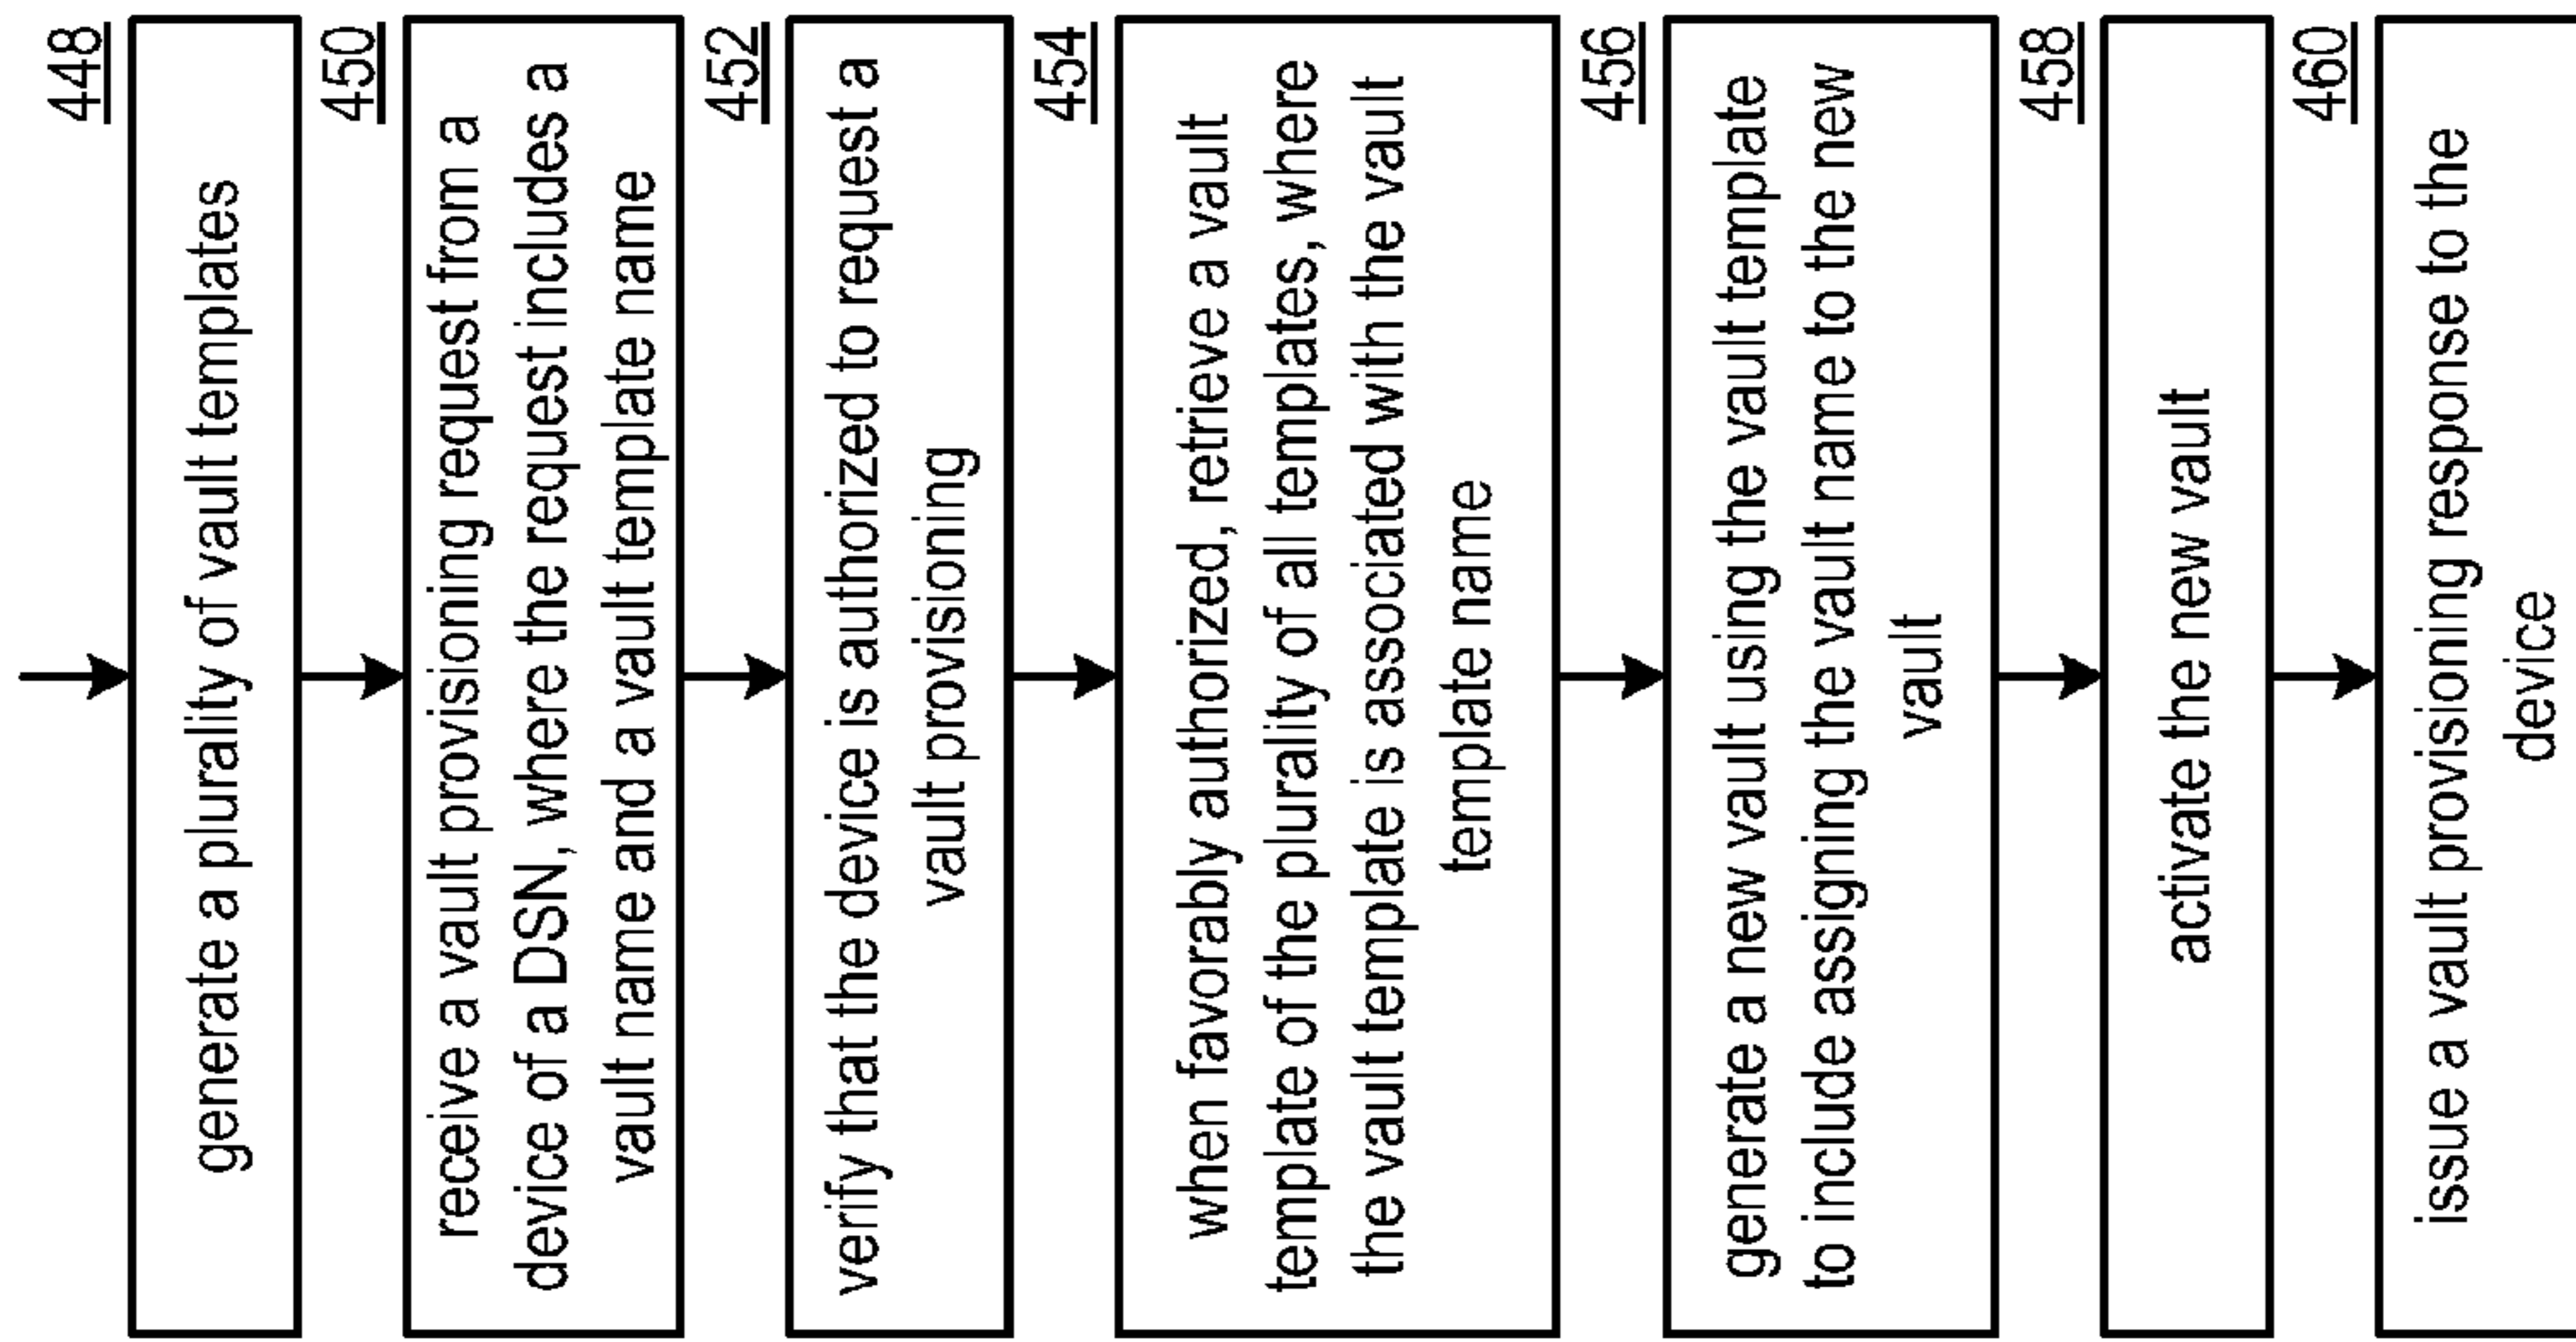 448
generate a plurality of vault templates
450
receive a vault provisioning request from a
device of a DSN, where the request includes a
vault name and a vault template name
452
verify that the device is authorized to request a
vault provisioning
454
when favorably authorized, retrieve a vault
template of the plurality of all templates, where
the vault template is associated with the vault
template name
456
generate a new vault using the vault template
to include assigning the vault name to the new
vault
458
activate the new vault
460
issue a vault provisioning response to the
device